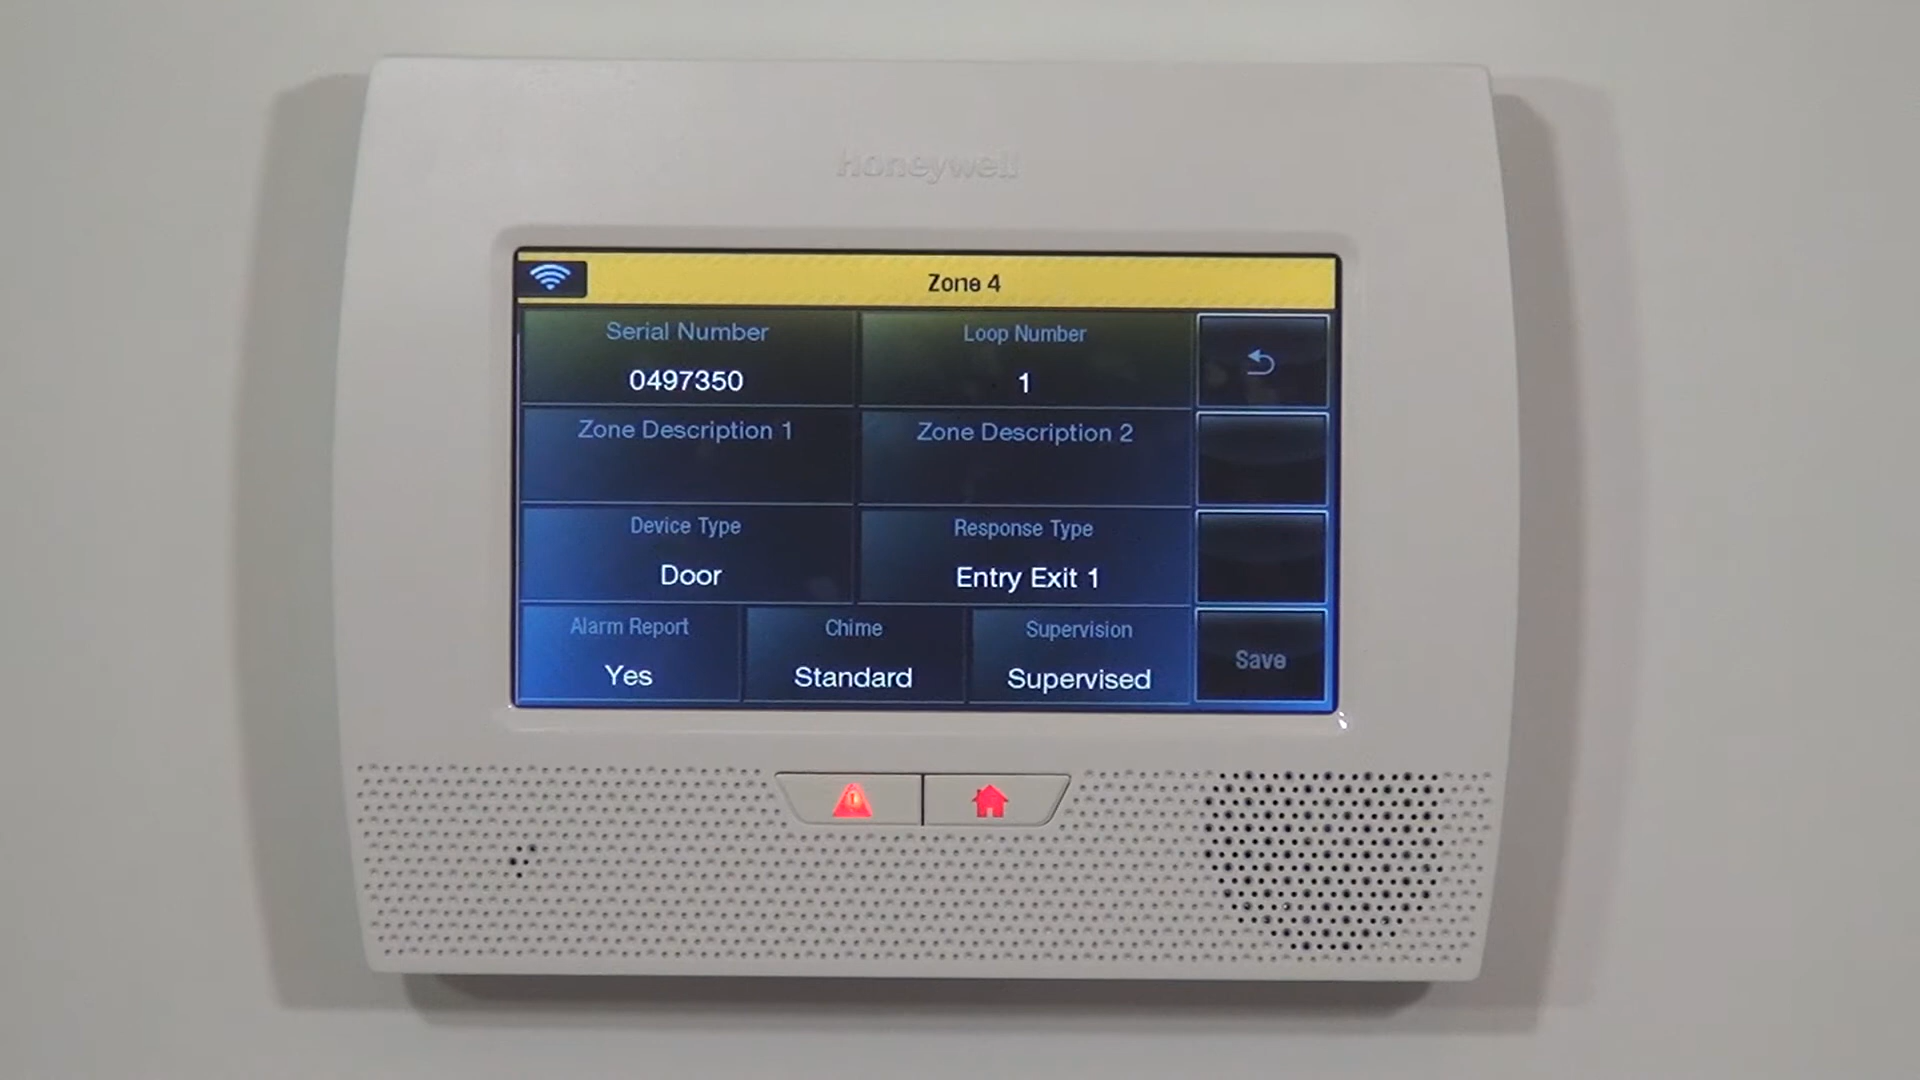 Honeywell
Zone 4
Serial Number
0497350
Loop Number
1
Zone Description 1
Zone Description 2
Device Type
Door
Response Type
Entry Exit 1
Alarm Report
Yes
Chime
Standard
Supervision
Supervised
Save